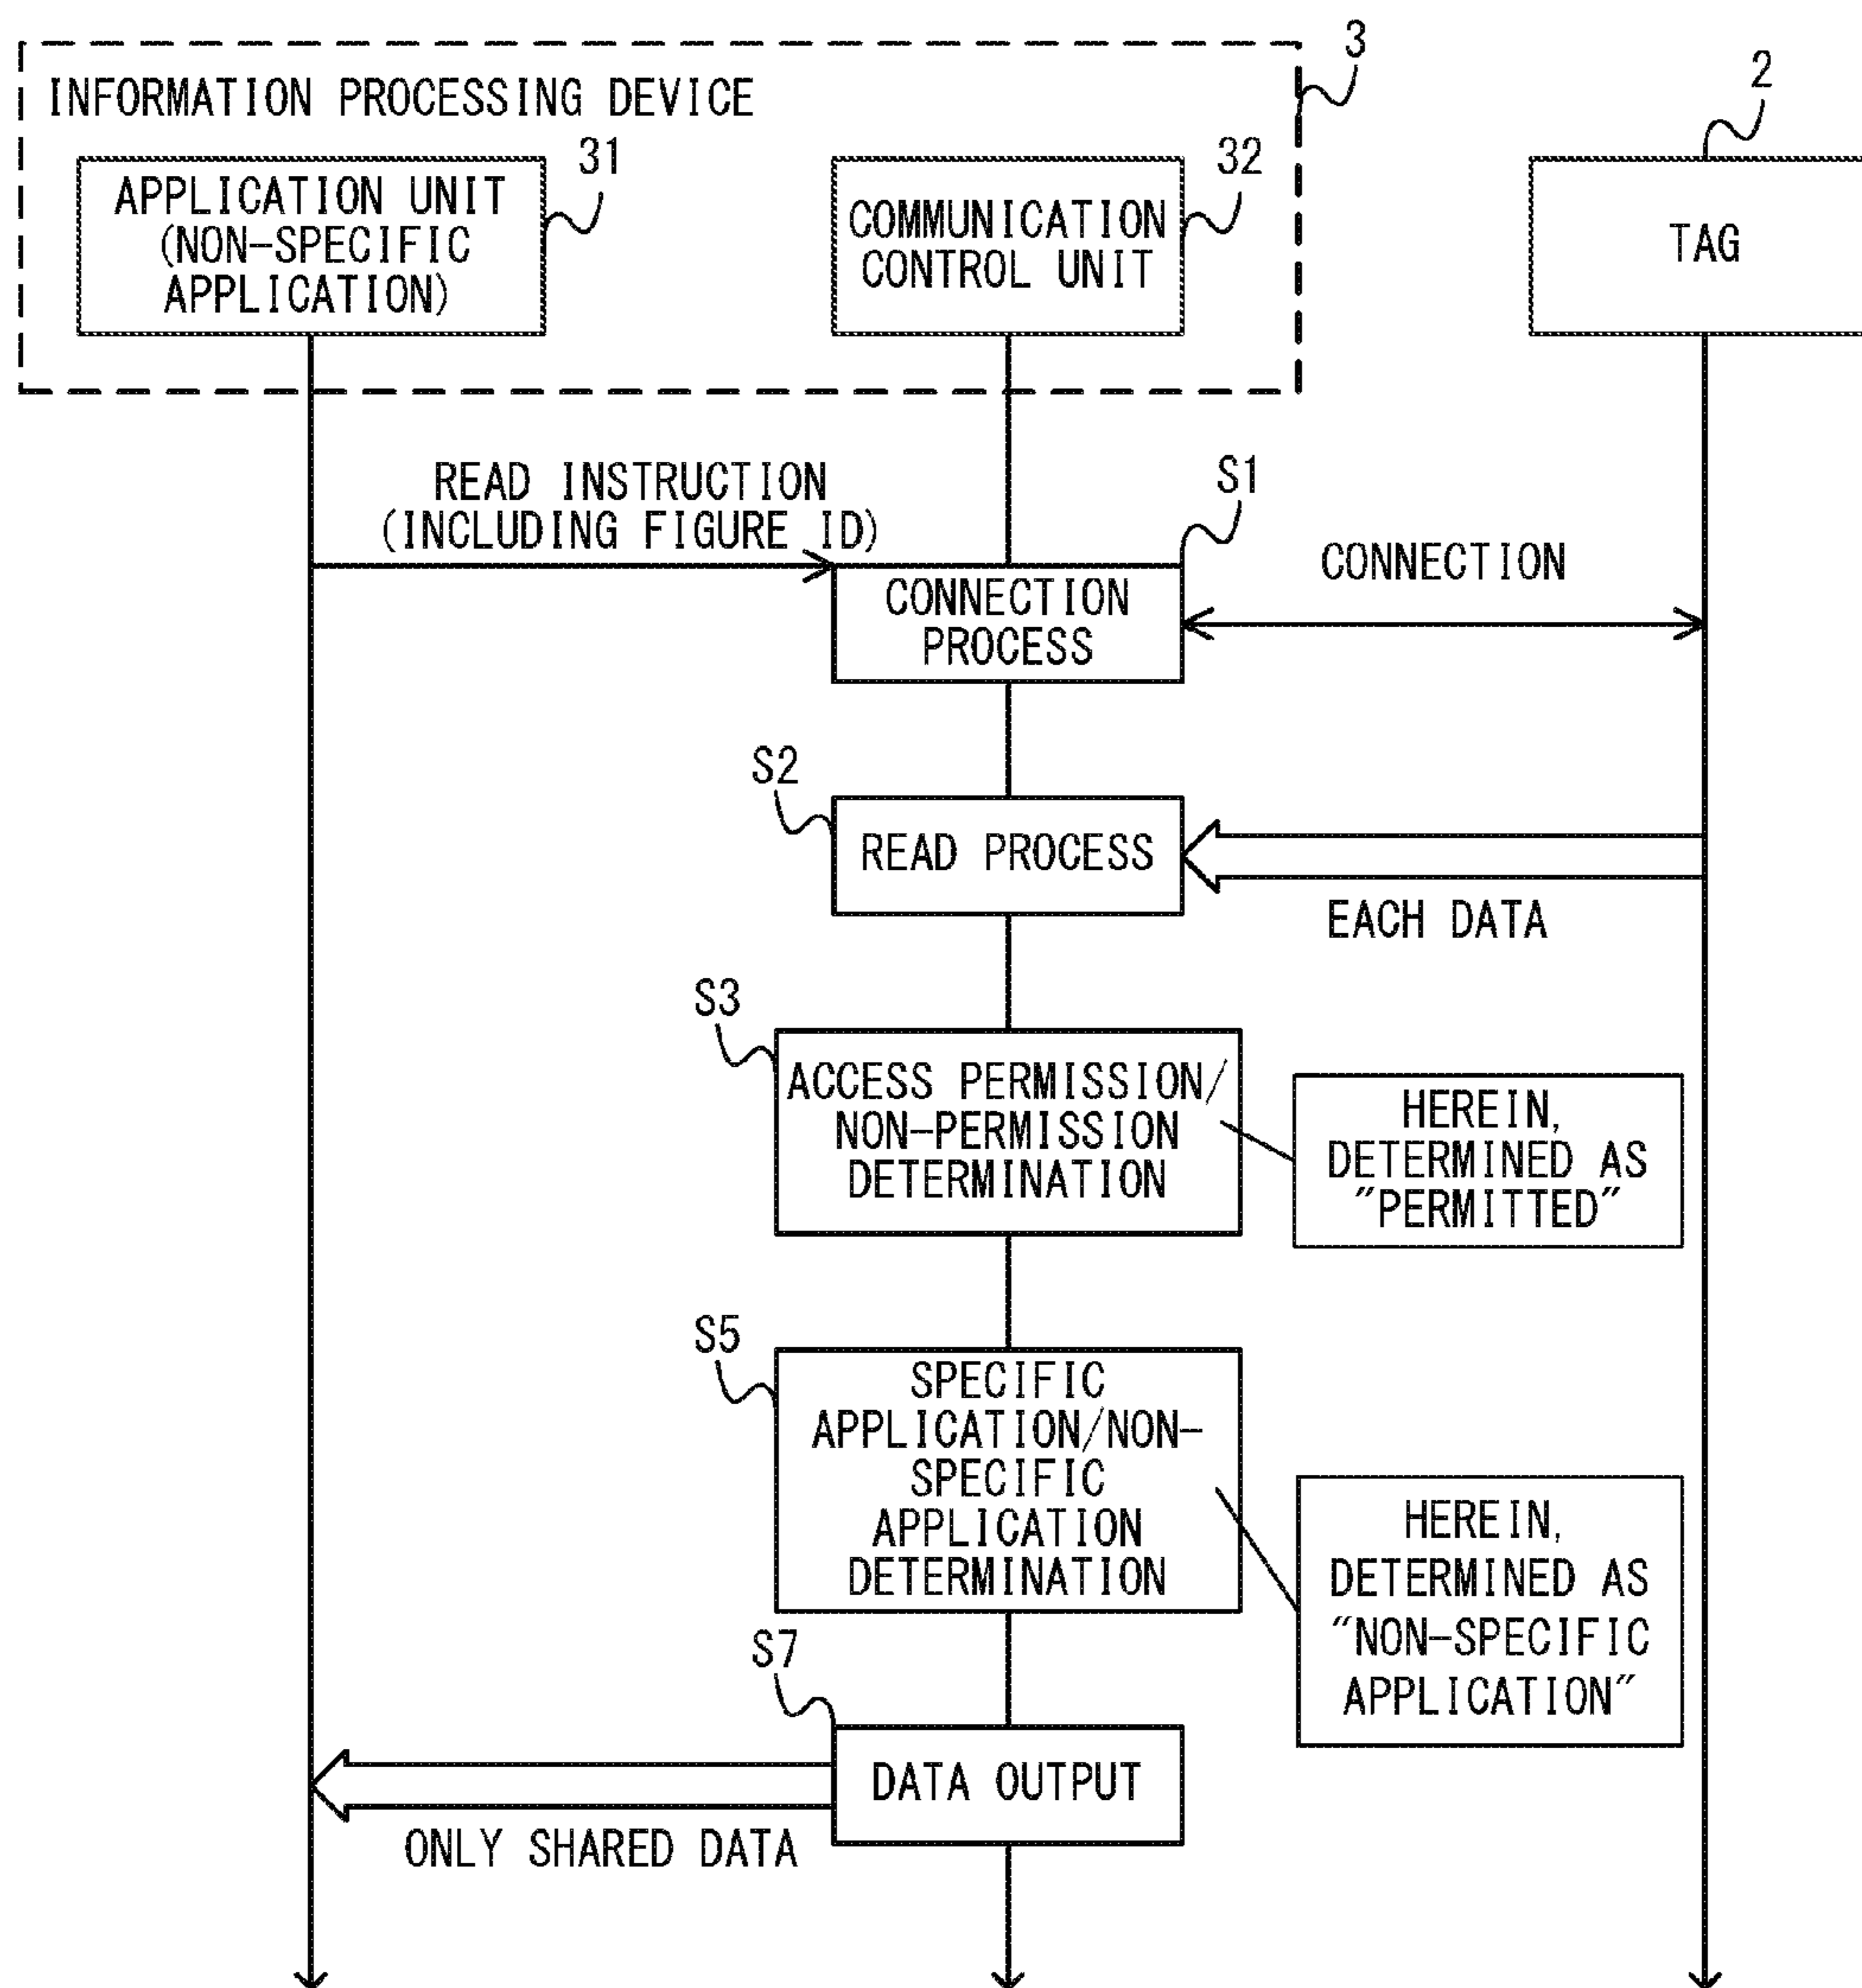 3
INFORMATION PROCESSING DEVICE
2
31
32
APPLICATION UNIT
(NON-SPECIFIC
APPLICATION)
COMMUNICATION
CONTROL UNIT
TAG
READ INSTRUCTION
(INCLUDING FIGURE ID)
S1
CONNECTION
PROCESS
CONNECTION
S2
READ PROCESS
EACH DATA
S3
ACCESS PERMISSION/
NON-PERMISSION
DETERMINATION
HEREIN,
DETERMINED AS
"PERMITTED"
S5
SPECIFIC
APPLICATION/NON-
SPECIFIC
APPLICATION
DETERMINATION
HEREIN,
DETERMINED AS
"NON-SPECIFIC
APPLICATION"
S7
DATA OUTPUT
ONLY SHARED DATA